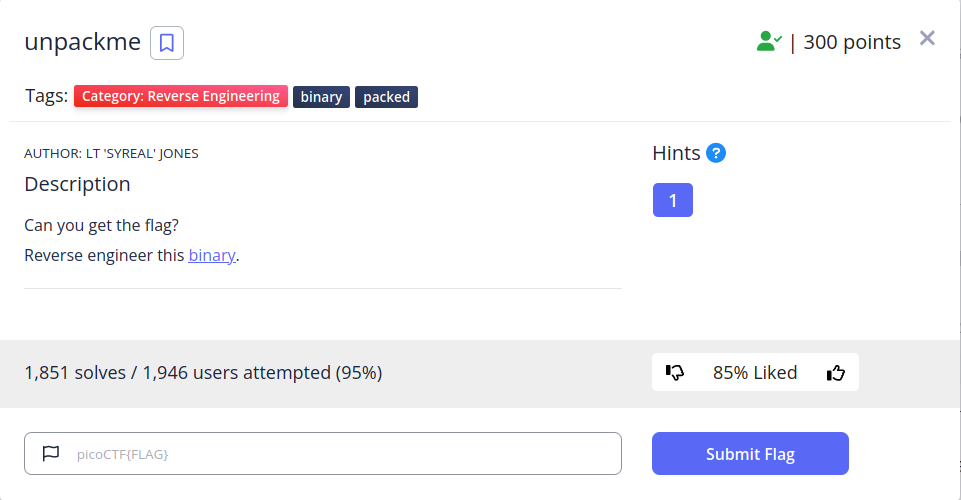 unpackme
| 300 points
Tags: Category: Reverse Engineering binary packed
AUTHOR: LT 'SYREAL' JONES
Description
Can you get the flag?
Reverse engineer this binary.
Hints ?
1
1,851 solves / 1,946 users attempted (95%)
85% Liked
picoCTF{FLAG}
Submit Flag